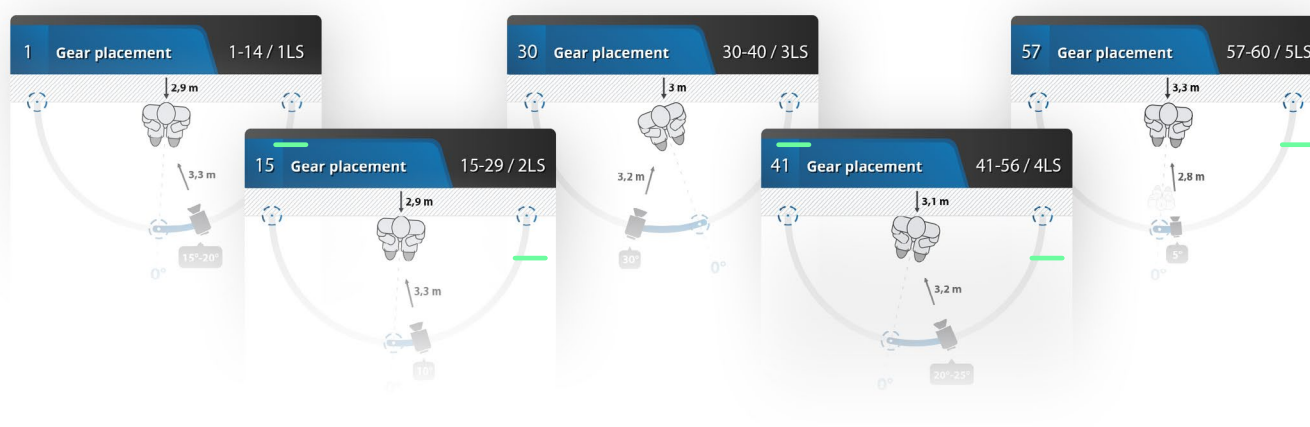 1 Gear placement 1-14 / 1LS
2,9 m
3,3 m
15°-20°
0°
15 Gear placement 15-29 / 2LS
2,9 m
3,3 m
10°
0°
30 Gear placement 30-40 / 3LS
3 m
3,2 m
30°
0°
41 Gear placement 41-56 / 4LS
3,1 m
3,2 m
20°-25°
0°
57 Gear placement 57-60 / 5LS
3,3 m
2,8 m
5°
0°